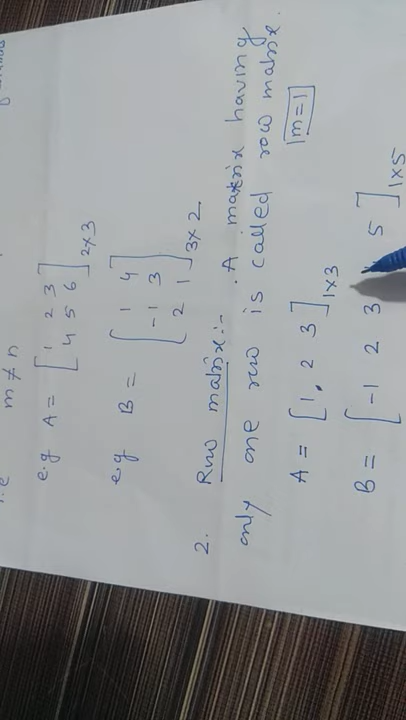 i.e m ≠ n
e.g A = [ 1 2 3
4 5 6 ] 2×3
e.g B = [ 1 4
-1 3
2 1 ] 3×2
2. Row matrix:- . A matrix having
only one row is called row matrix.
m=1
A = [ 1, 2 3 ] 1×3
B = [ -1 2 3 5 ] 1×5